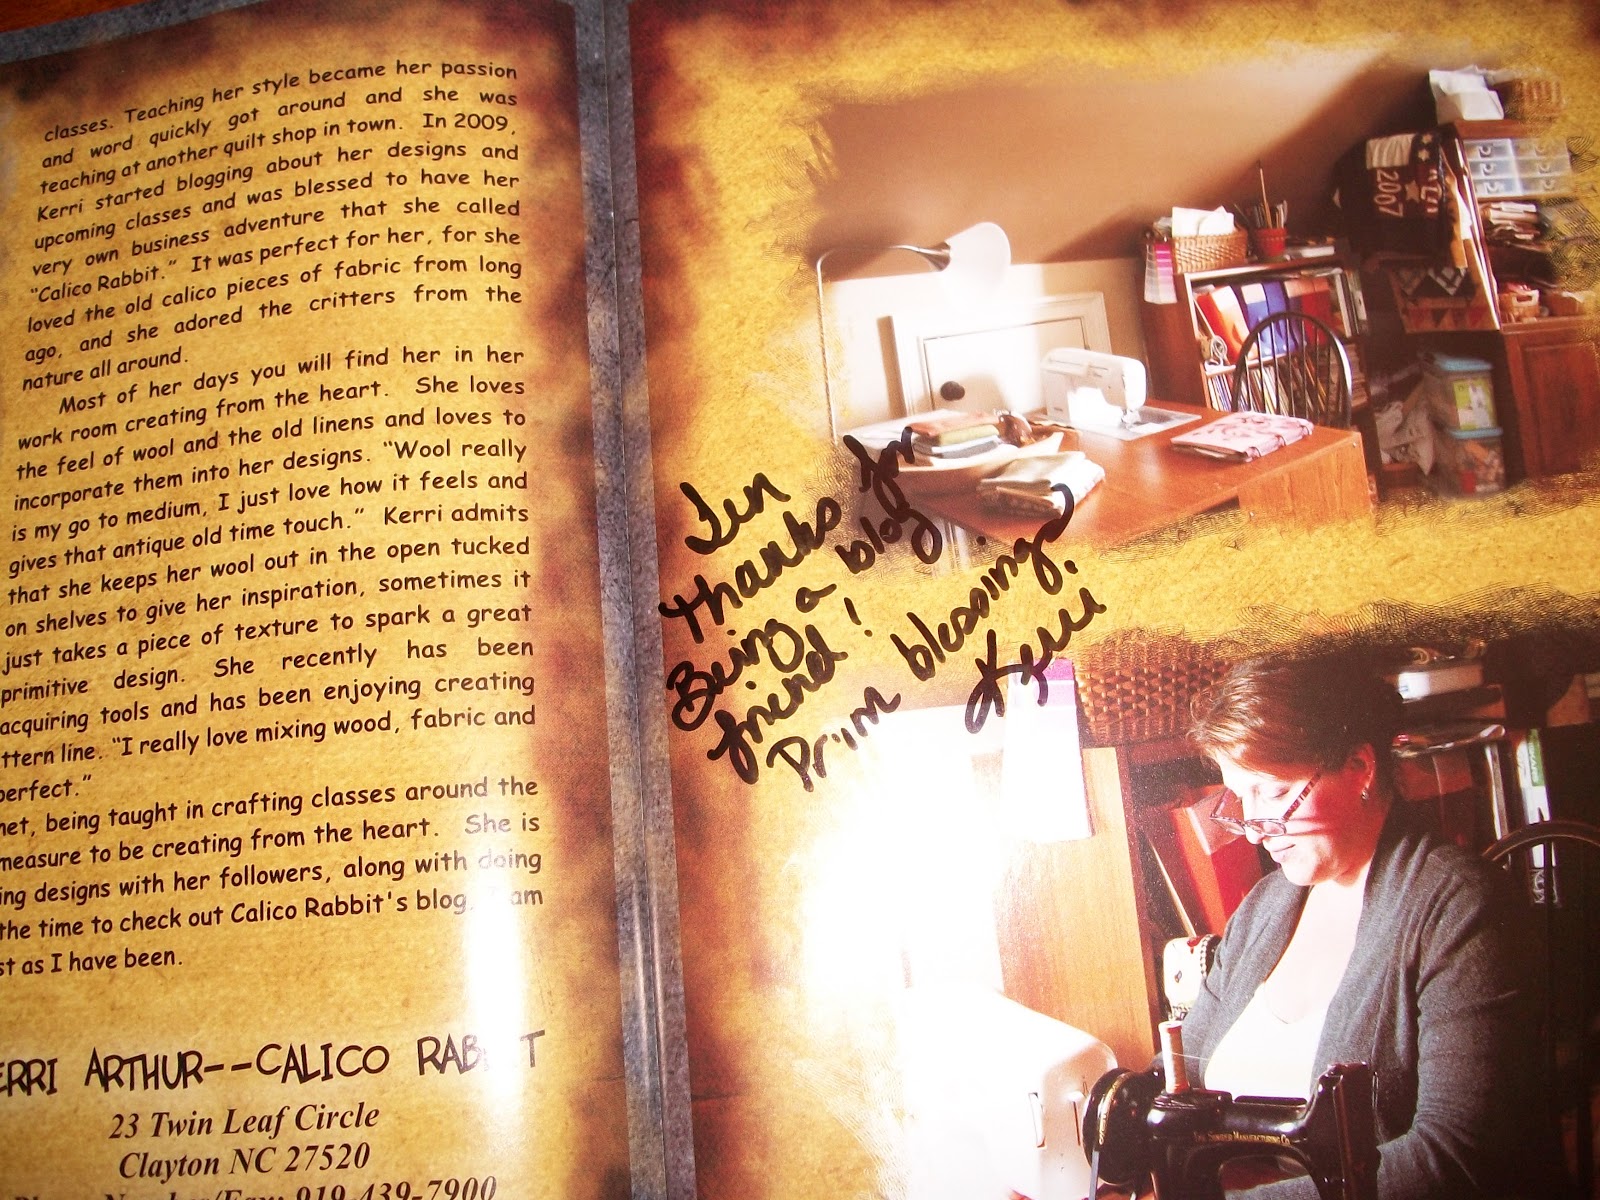 classes. Teaching her style became her passion
and word quickly got around and she was
teaching at another quilt shop in town. In 2009,
Kerri started blogging about her designs and
upcoming classes and was blessed to have her
very own business adventure that she called
“Calico Rabbit.” It was perfect for her, for she
loved the old calico pieces of fabric from long
ago, and she adored the critters from the
nature all around.
Most of her days you will find her in her
work room creating from the heart. She loves
the feel of wool and the old linens and loves to
incorporate them into her designs. “Wool really
is my go to medium, I just love how it feels and
gives that antique old time touch.” Kerri admits
that she keeps her wool out in the open tucked
on shelves to give her inspiration, sometimes it
just takes a piece of texture to spark a great
primitive design. She recently has been
acquiring tools and has been enjoying creating
ttern line. “I really love mixing wood, fabric and
perfect.”
net, being taught in crafting classes around the
measure to be creating from the heart. She is
ing designs with her followers, along with doing
the time to check out Calico Rabbit's blog. I am
st as I have been.
ERRI ARTHUR--CALICO RABBIT
23 Twin Leaf Circle
Clayton NC 27520
Phone Number/Fax: 919-439-7900
2007
Thanks for
Being a blog
friend!
Prim blessings
Kerri
THE SINGER MANUFACTURING CO.